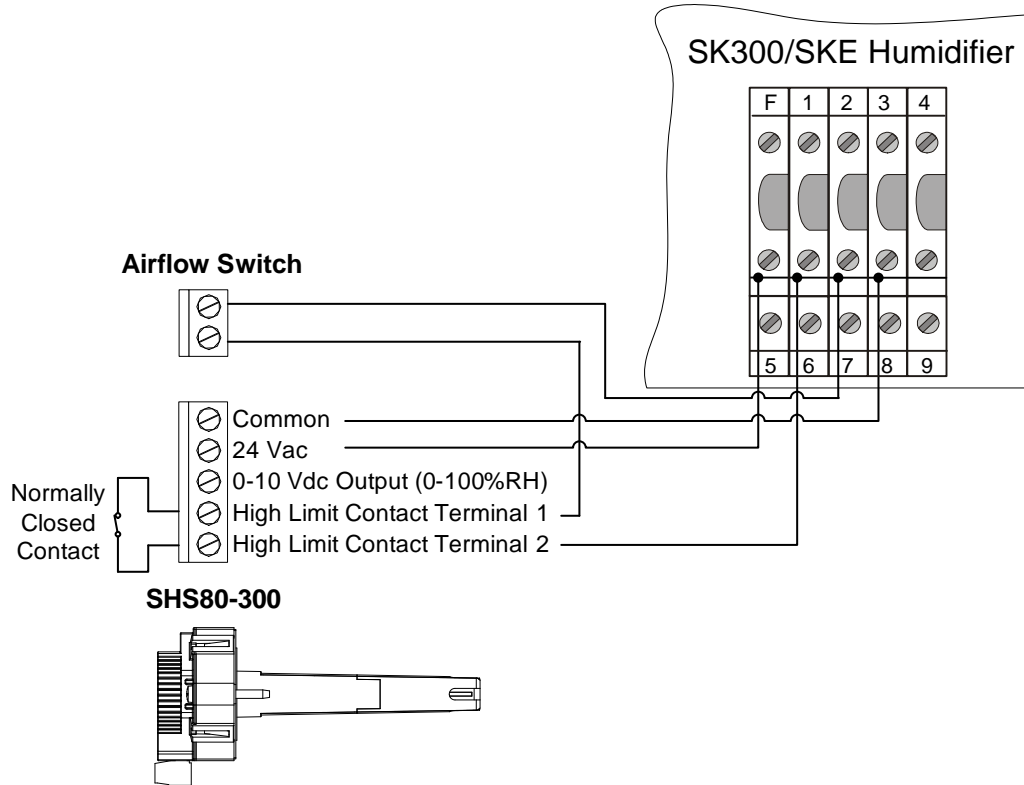 SK300/SKE Humidifier
F 1 2 3 4
5 6 7 8 9
Airflow Switch
Common
24 Vac
0-10 Vdc Output (0-100%RH)
High Limit Contact Terminal 1
High Limit Contact Terminal 2
Normally
Closed
Contact
SHS80-300